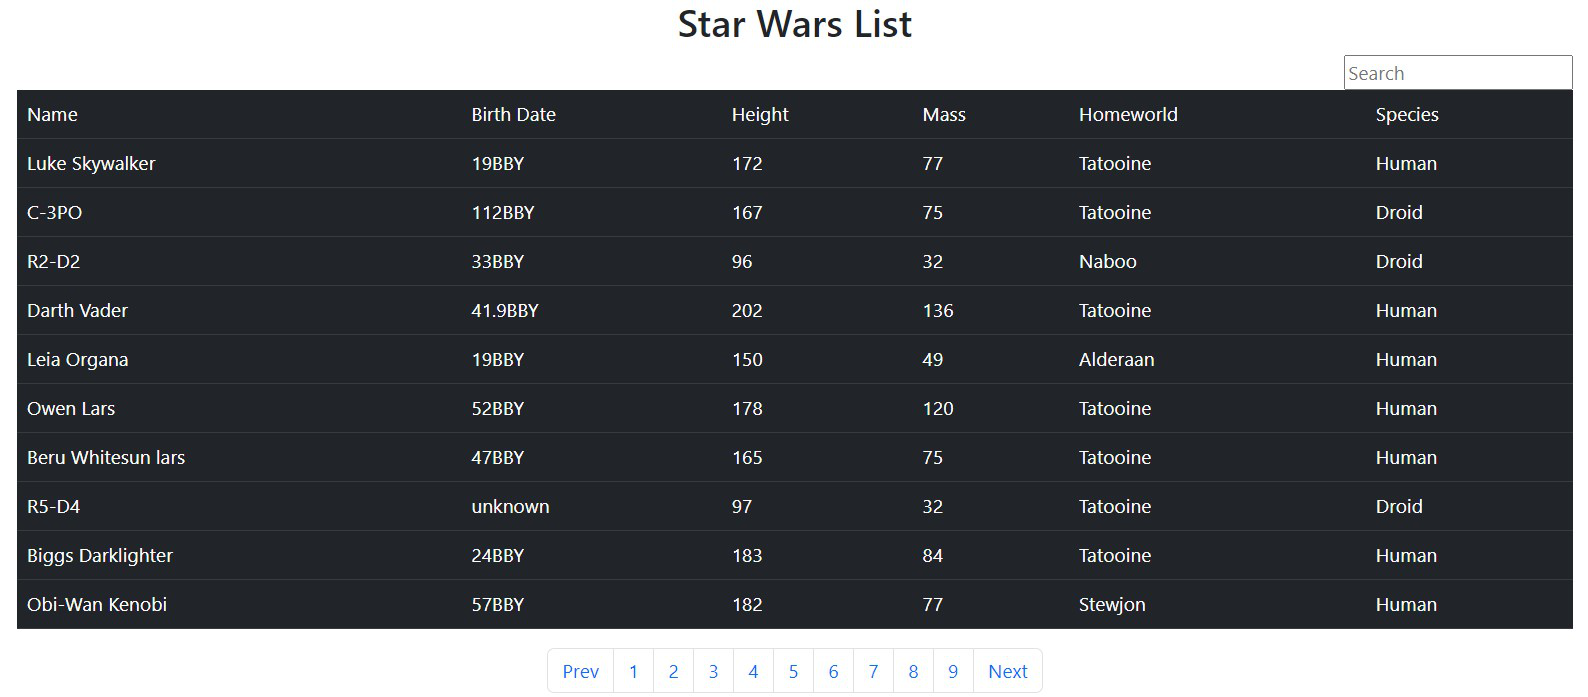 Star Wars List
Search
Name Birth Date Height Mass Homeworld Species
Luke Skywalker 19BBY 172 77 Tatooine Human
C-3PO 112BBY 167 75 Tatooine Droid
R2-D2 33BBY 96 32 Naboo Droid
Darth Vader 41.9BBY 202 136 Tatooine Human
Leia Organa 19BBY 150 49 Alderaan Human
Owen Lars 52BBY 178 120 Tatooine Human
Beru Whitesun lars 47BBY 165 75 Tatooine Human
R5-D4 unknown 97 32 Tatooine Droid
Biggs Darklighter 24BBY 183 84 Tatooine Human
Obi-Wan Kenobi 57BBY 182 77 Stewjon Human
Prev 1 2 3 4 5 6 7 8 9 Next